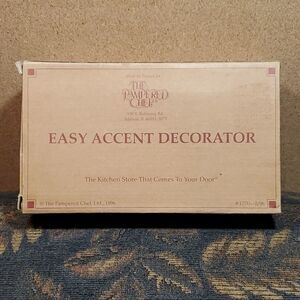 THE
PAMPERED
CHEF
EASY ACCENT DECORATOR
The Kitchen Store That Comes To Your Door
© The Pampered Chef, Ltd., 1996